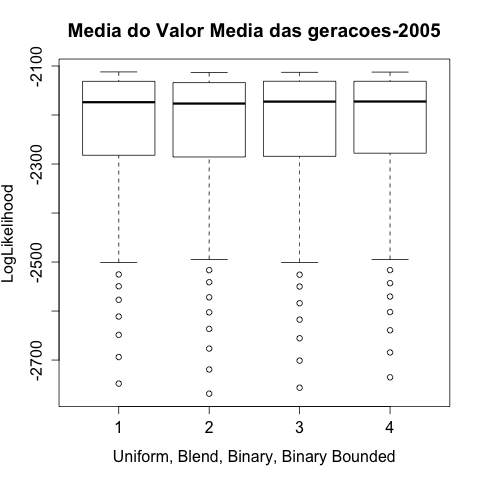 Media do Valor Media das geracoes-2005
-2100
-2300
-2500
-2700
LogLikelihood
1 2 3 4
Uniform, Blend, Binary, Binary Bounded